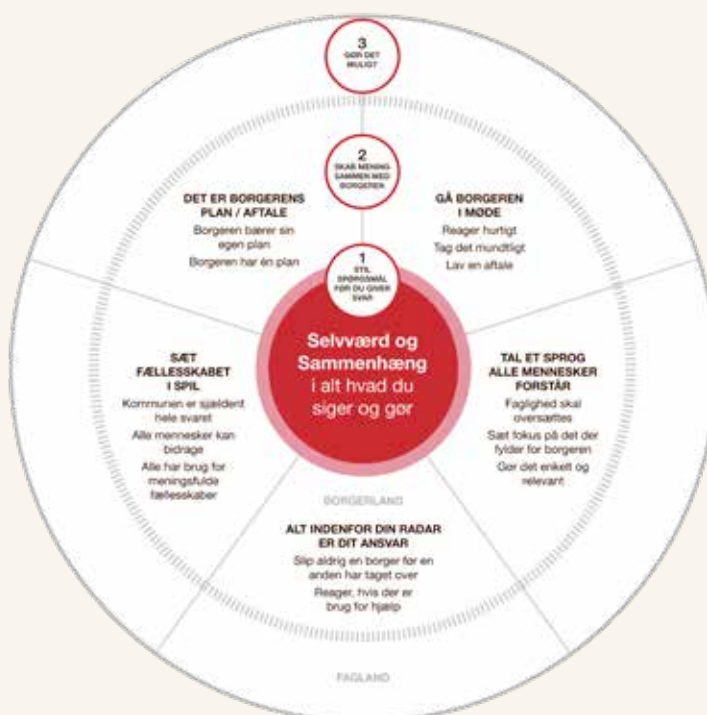 3
GØR DET
MULIGT
2
SKAB MENING
SAMMEN MED
BORGEREN
1
STIL
SPØRGSMÅL
FØR DU GIVER
SVAR
Selvværd og
Sammenhæng
i alt hvad du
siger og gør
DET ER BORGERENS
PLAN / AFTALE
Borgeren bærer sin
egen plan
Borgeren har én plan
GÅ BORGEREN
I MØDE
Reager hurtigt
Tag det mundtligt
Lav en aftale
SÆT
FÆLLESSKABET
I SPIL
Kommunen er sjældent
hele svaret
Alle mennesker kan
bidrage
Alle har brug for
meningsfulde
fællesskaber
TAL ET SPROG
ALLE MENNESKER
FORSTÅR
Faglighed skal
oversættes
Sæt fokus på det der
fylder for borgeren
Gør det enkelt og
relevant
BORGERLAND
ALT INDENFOR DIN RADAR
ER DIT ANSVAR
Slip aldrig en borger før en
anden har taget over
Reager, hvis der er
brug for hjælp
FAGLAND